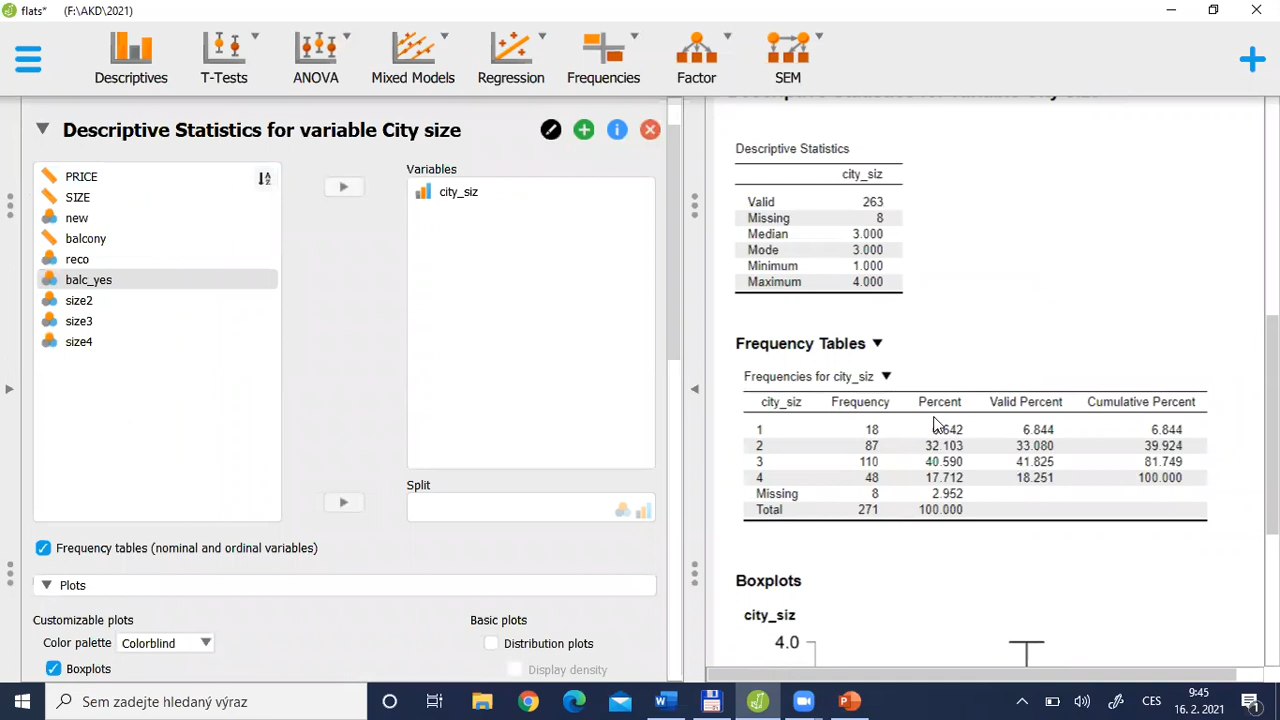 flats* (F:\AKD\2021)
Descriptives
T-Tests
ANOVA
Mixed Models
Regression
Frequencies
Factor
SEM
Descriptive Statistics for variable City size
PRICE
SIZE
new
balcony
reco
balc_yes
size2
size3
size4
Variables
city_siz
Split
Frequency tables (nominal and ordinal variables)
Plots
Customizable plots
Color palette Colorblind
Boxplots
Basic plots
Distribution plots
Display density
Descriptive Statistics for variable City size
Descriptive Statistics
city_siz
Valid 263
Missing 8
Median 3.000
Mode 3.000
Minimum 1.000
Maximum 4.000
Frequency Tables
Frequencies for city_siz
city_siz Frequency Percent Valid Percent Cumulative Percent
1 18 642 6.844 6.844
2 87 32.103 33.080 39.924
3 110 40.590 41.825 81.749
4 48 17.712 18.251 100.000
Missing 8 2.952
Total 271 100.000
Boxplots
city_siz
4.0
Sem zadejte hledaný výraz
CES
9:45
16. 2. 2021
1